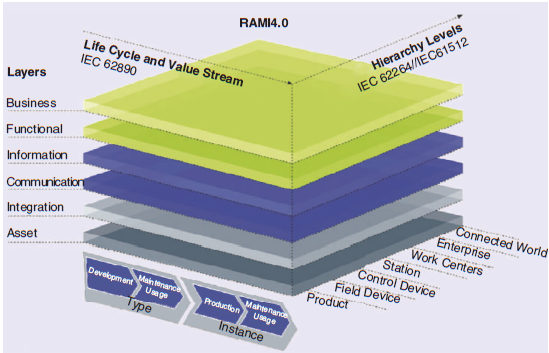 RAMI4.0
Life Cycle and Value Stream
IEC 62890
Hierarchy Levels
IEC 62264//IEC61512
Layers
Business
Functional
Information
Communication
Integration
Asset
Connected World
Enterprise
Work Centers
Station
Control Device
Field Device
Product
Development
Maintenance
Usage
Type
Production
Maintenance
Usage
Instance